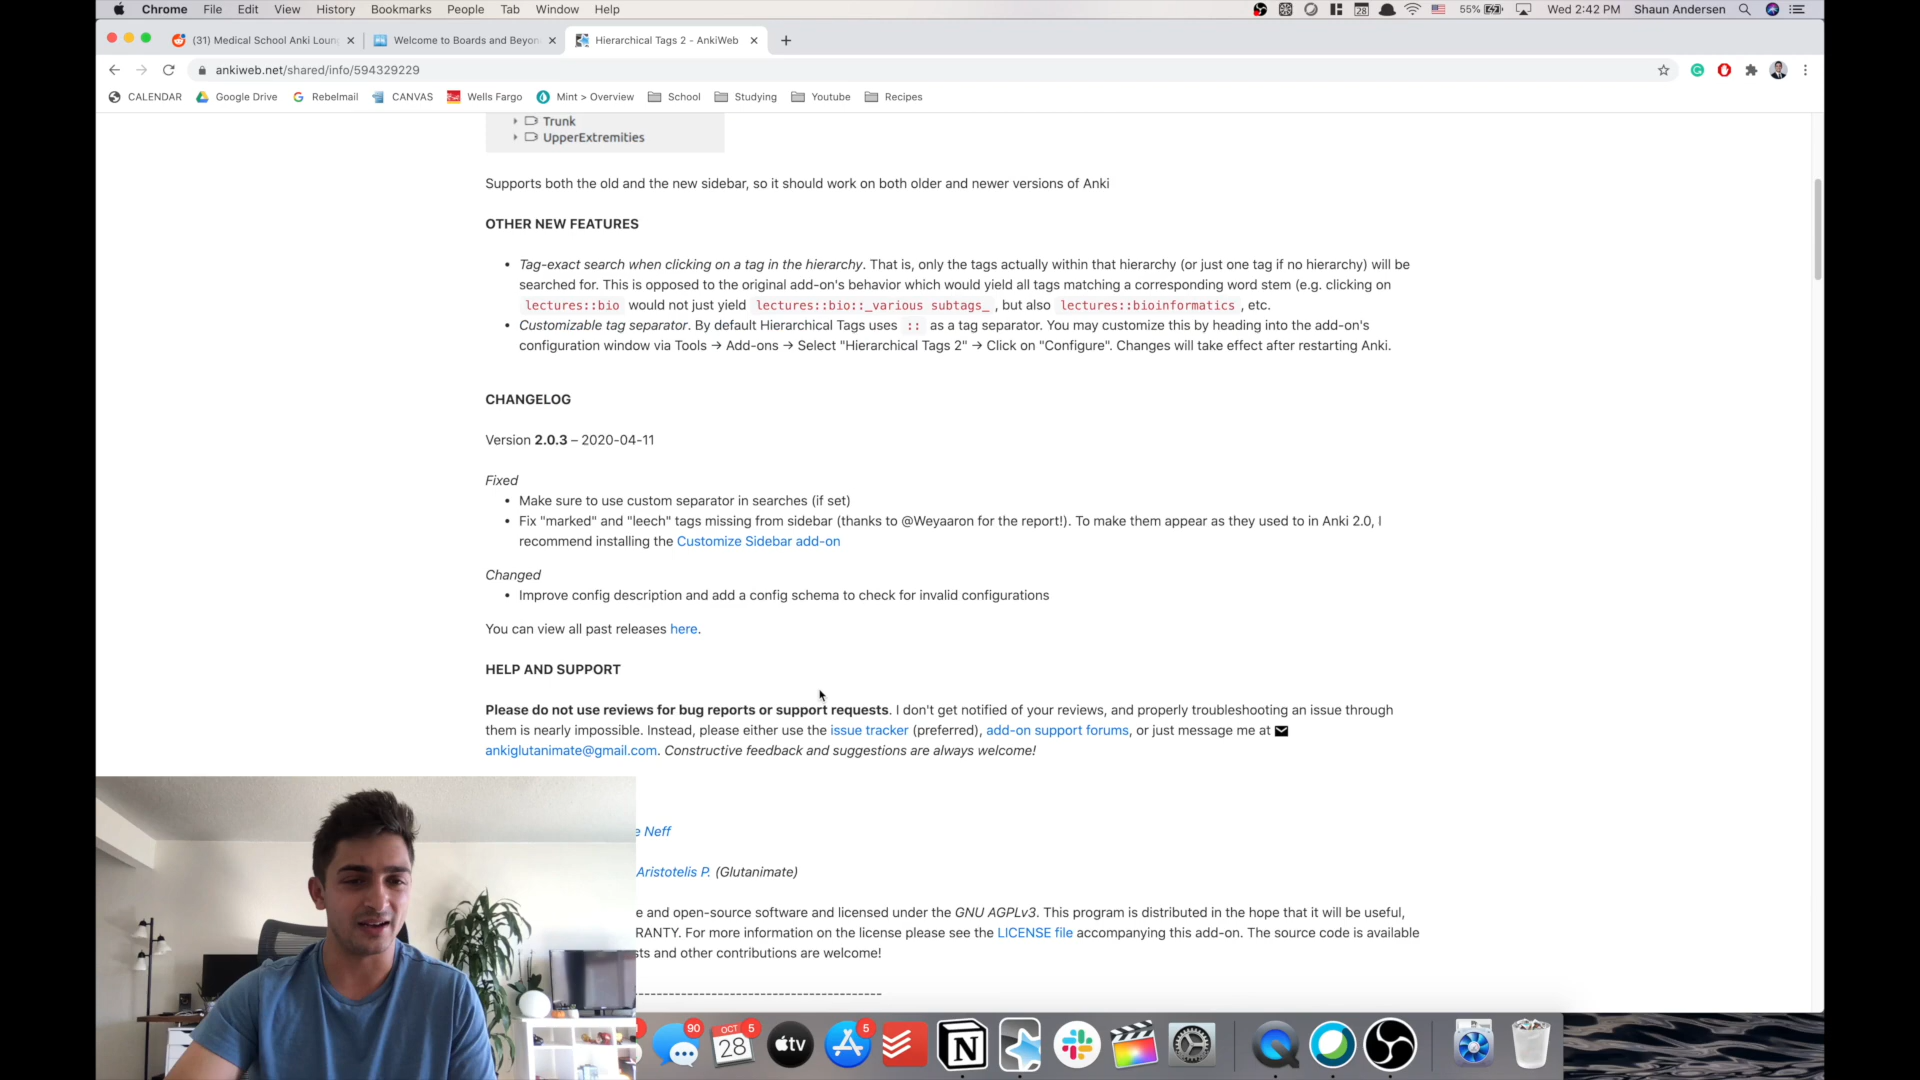 Chrome File Edit View History Bookmarks People Tab Window Help 28 55% Wed 2:42 PM Shaun Andersen
(31) Medical School Anki Loun Welcome to Boards and Beyon Hierarchical Tags 2 - AnkiWeb
ankiweb.net/shared/info/594329229
CALENDAR Google Drive Rebelmail CANVAS Wells Fargo Mint > Overview School Studying Youtube Recipes
Trunk
UpperExtremities
Supports both the old and the new sidebar, so it should work on both older and newer versions of Anki
OTHER NEW FEATURES
• Tag-exact search when clicking on a tag in the hierarchy. That is, only the tags actually within that hierarchy (or just one tag if no hierarchy) will be
searched for. This is opposed to the original add-on's behavior which would yield all tags matching a corresponding word stem (e.g. clicking on
lectures::bio would not just yield lectures::bio::_various subtags_ , but also lectures::bioinformatics , etc.
• Customizable tag separator. By default Hierarchical Tags uses :: as a tag separator. You may customize this by heading into the add-on's
configuration window via Tools → Add-ons → Select "Hierarchical Tags 2" → Click on "Configure". Changes will take effect after restarting Anki.
CHANGELOG
Version 2.0.3 – 2020-04-11
Fixed
• Make sure to use custom separator in searches (if set)
• Fix "marked" and "leech" tags missing from sidebar (thanks to @Weyaaron for the report!). To make them appear as they used to in Anki 2.0, I
recommend installing the Customize Sidebar add-on
Changed
• Improve config description and add a config schema to check for invalid configurations
You can view all past releases here.
HELP AND SUPPORT
Please do not use reviews for bug reports or support requests. I don't get notified of your reviews, and properly troubleshooting an issue through
them is nearly impossible. Instead, please either use the issue tracker (preferred), add-on support forums, or just message me at
ankiglutanimate@gmail.com. Constructive feedback and suggestions are always welcome!
e Neff
Aristotelis P. (Glutanimate)
e and open-source software and licensed under the GNU AGPLv3. This program is distributed in the hope that it will be useful,
RANTY. For more information on the license please see the LICENSE file accompanying this add-on. The source code is available
sts and other contributions are welcome!
--------------------------------------------------
90 OCT 28 5 tv 5 N